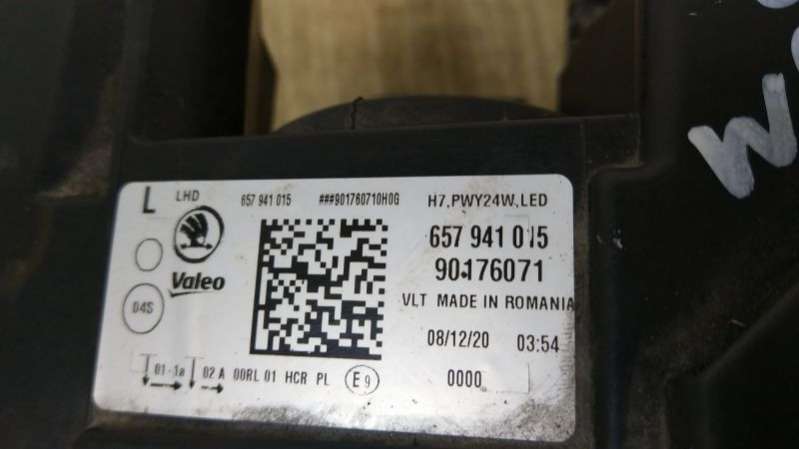 L LHD 657 941 015 ###901760710H0G H7,PWY24W,LED
657 941 015
90176071
Valeo
VLT MADE IN ROMANIA
04S
08/12/20 03:54
01-1a 02 A 00RL 01 HCR PL E9
0000